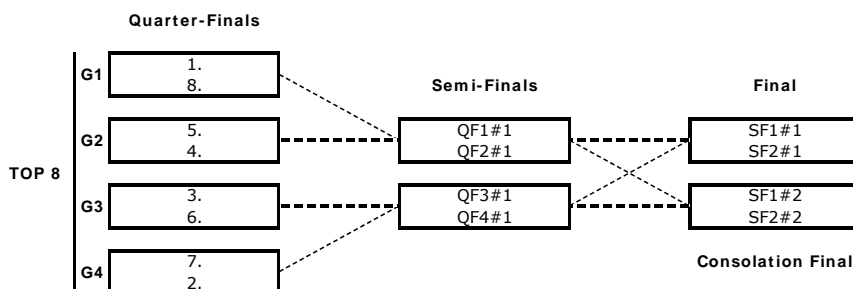 Quarter-Finals
G1
1.
8.
Semi-Finals
Final
G2
5.
4.
QF1#1
QF2#1
SF1#1
SF2#1
TOP 8
G3
3.
6.
QF3#1
QF4#1
SF1#2
SF2#2
G4
7.
2.
Consolation Final